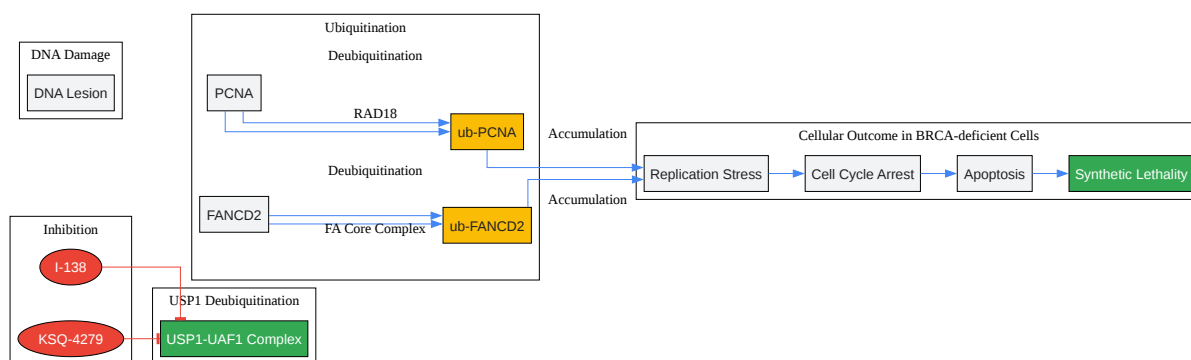 Ubiquitination
Deubiquitination
DNA Damage
DNA Lesion
PCNA
RAD18
ub-PCNA
Accumulation
Cellular Outcome in BRCA-deficient Cells
Replication Stress
Cell Cycle Arrest
Apoptosis
Synthetic Lethality
Deubiquitination
Accumulation
FANCD2
FA Core Complex
ub-FANCD2
Inhibition
I-138
KSQ-4279
USP1 Deubiquitination
USP1-UAF1 Complex